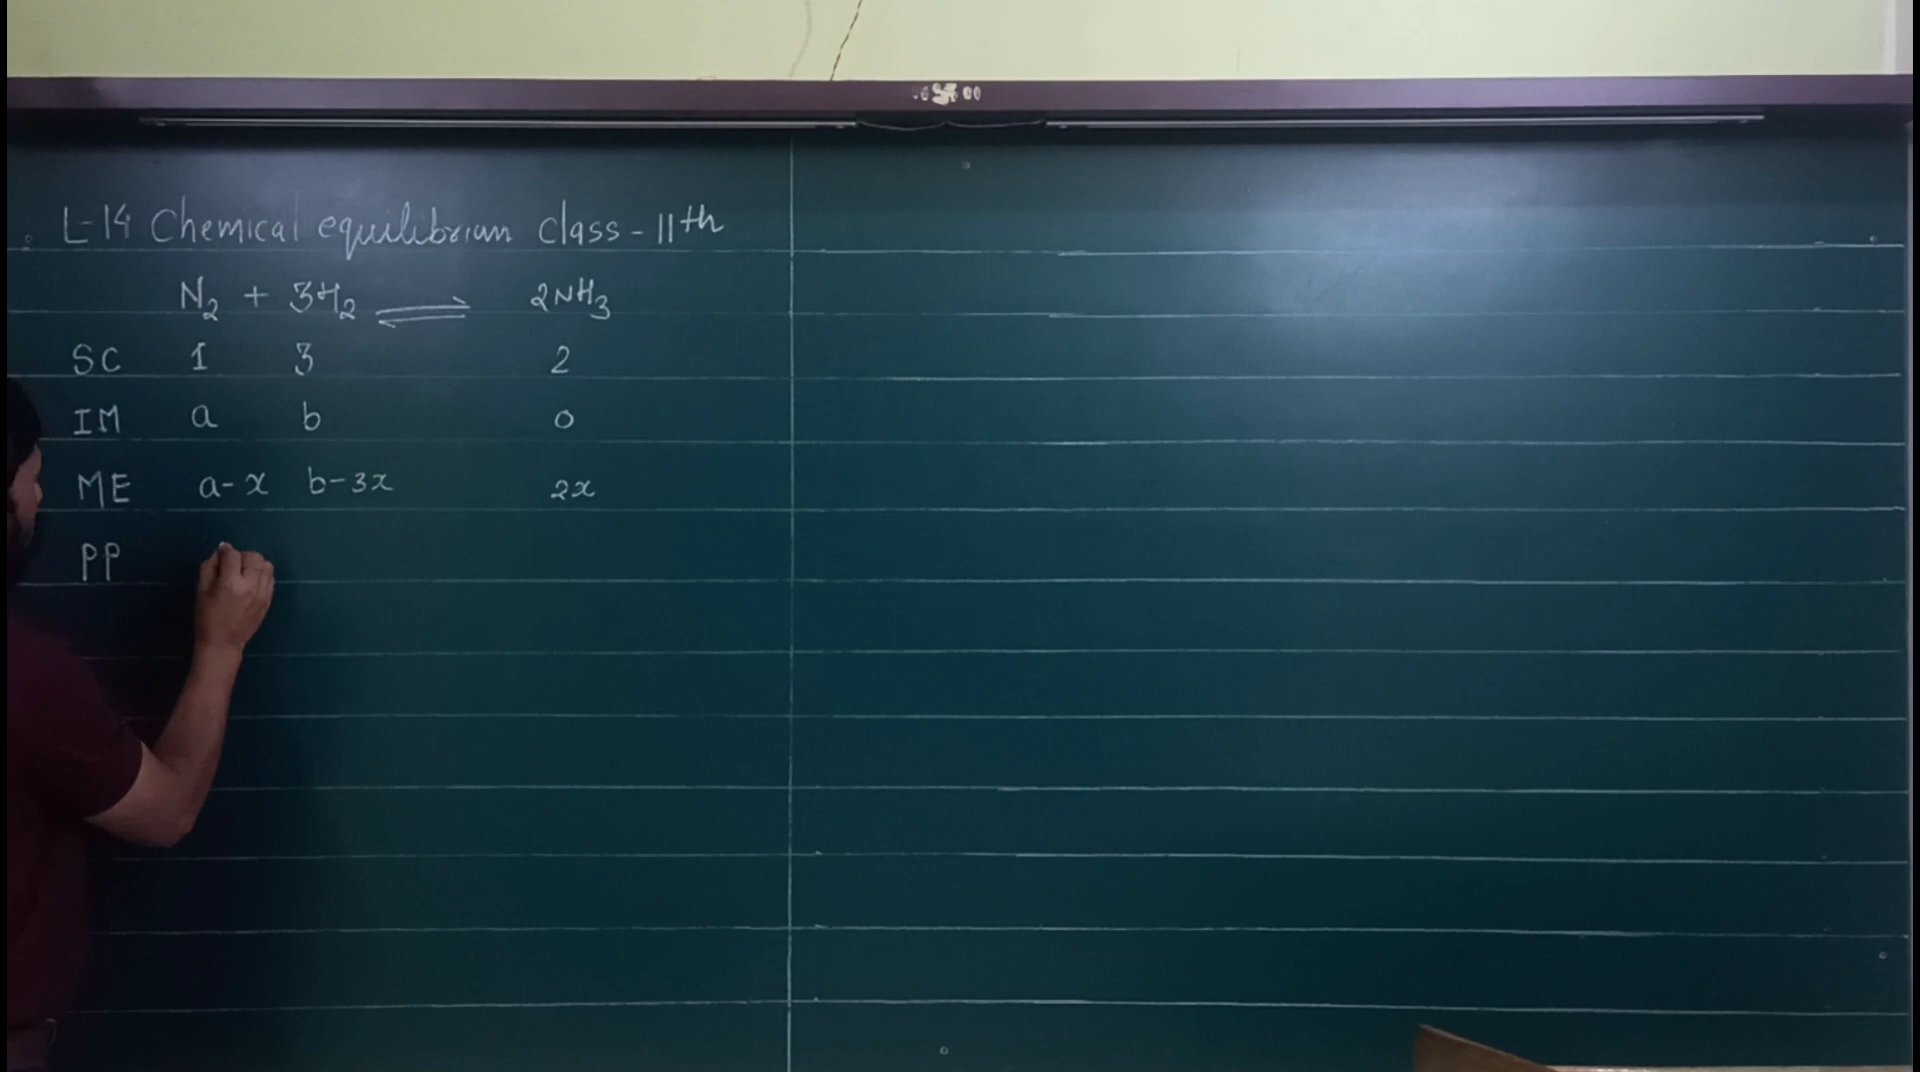 L-14 Chemical equilibrium class-11th
N₂ + 3H₂ ⇌ 2NH₃
SC 1 3 2
IM a b 0
ME a-x b-3x 2x
PP